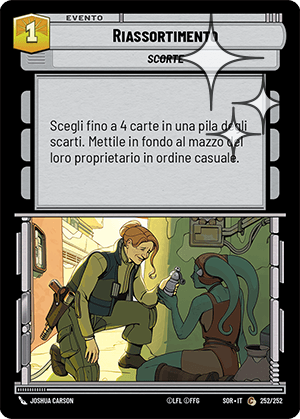 EVENTO
1
RIASSORTIMENTO
SCORTE
Scegli fino a 4 carte in una pila degli
scarti. Mettile in fondo al mazzo del
loro proprietario in ordine casuale.
JOSHUA CARSON
©LFL ©FFG
SOR • IT C 252/252